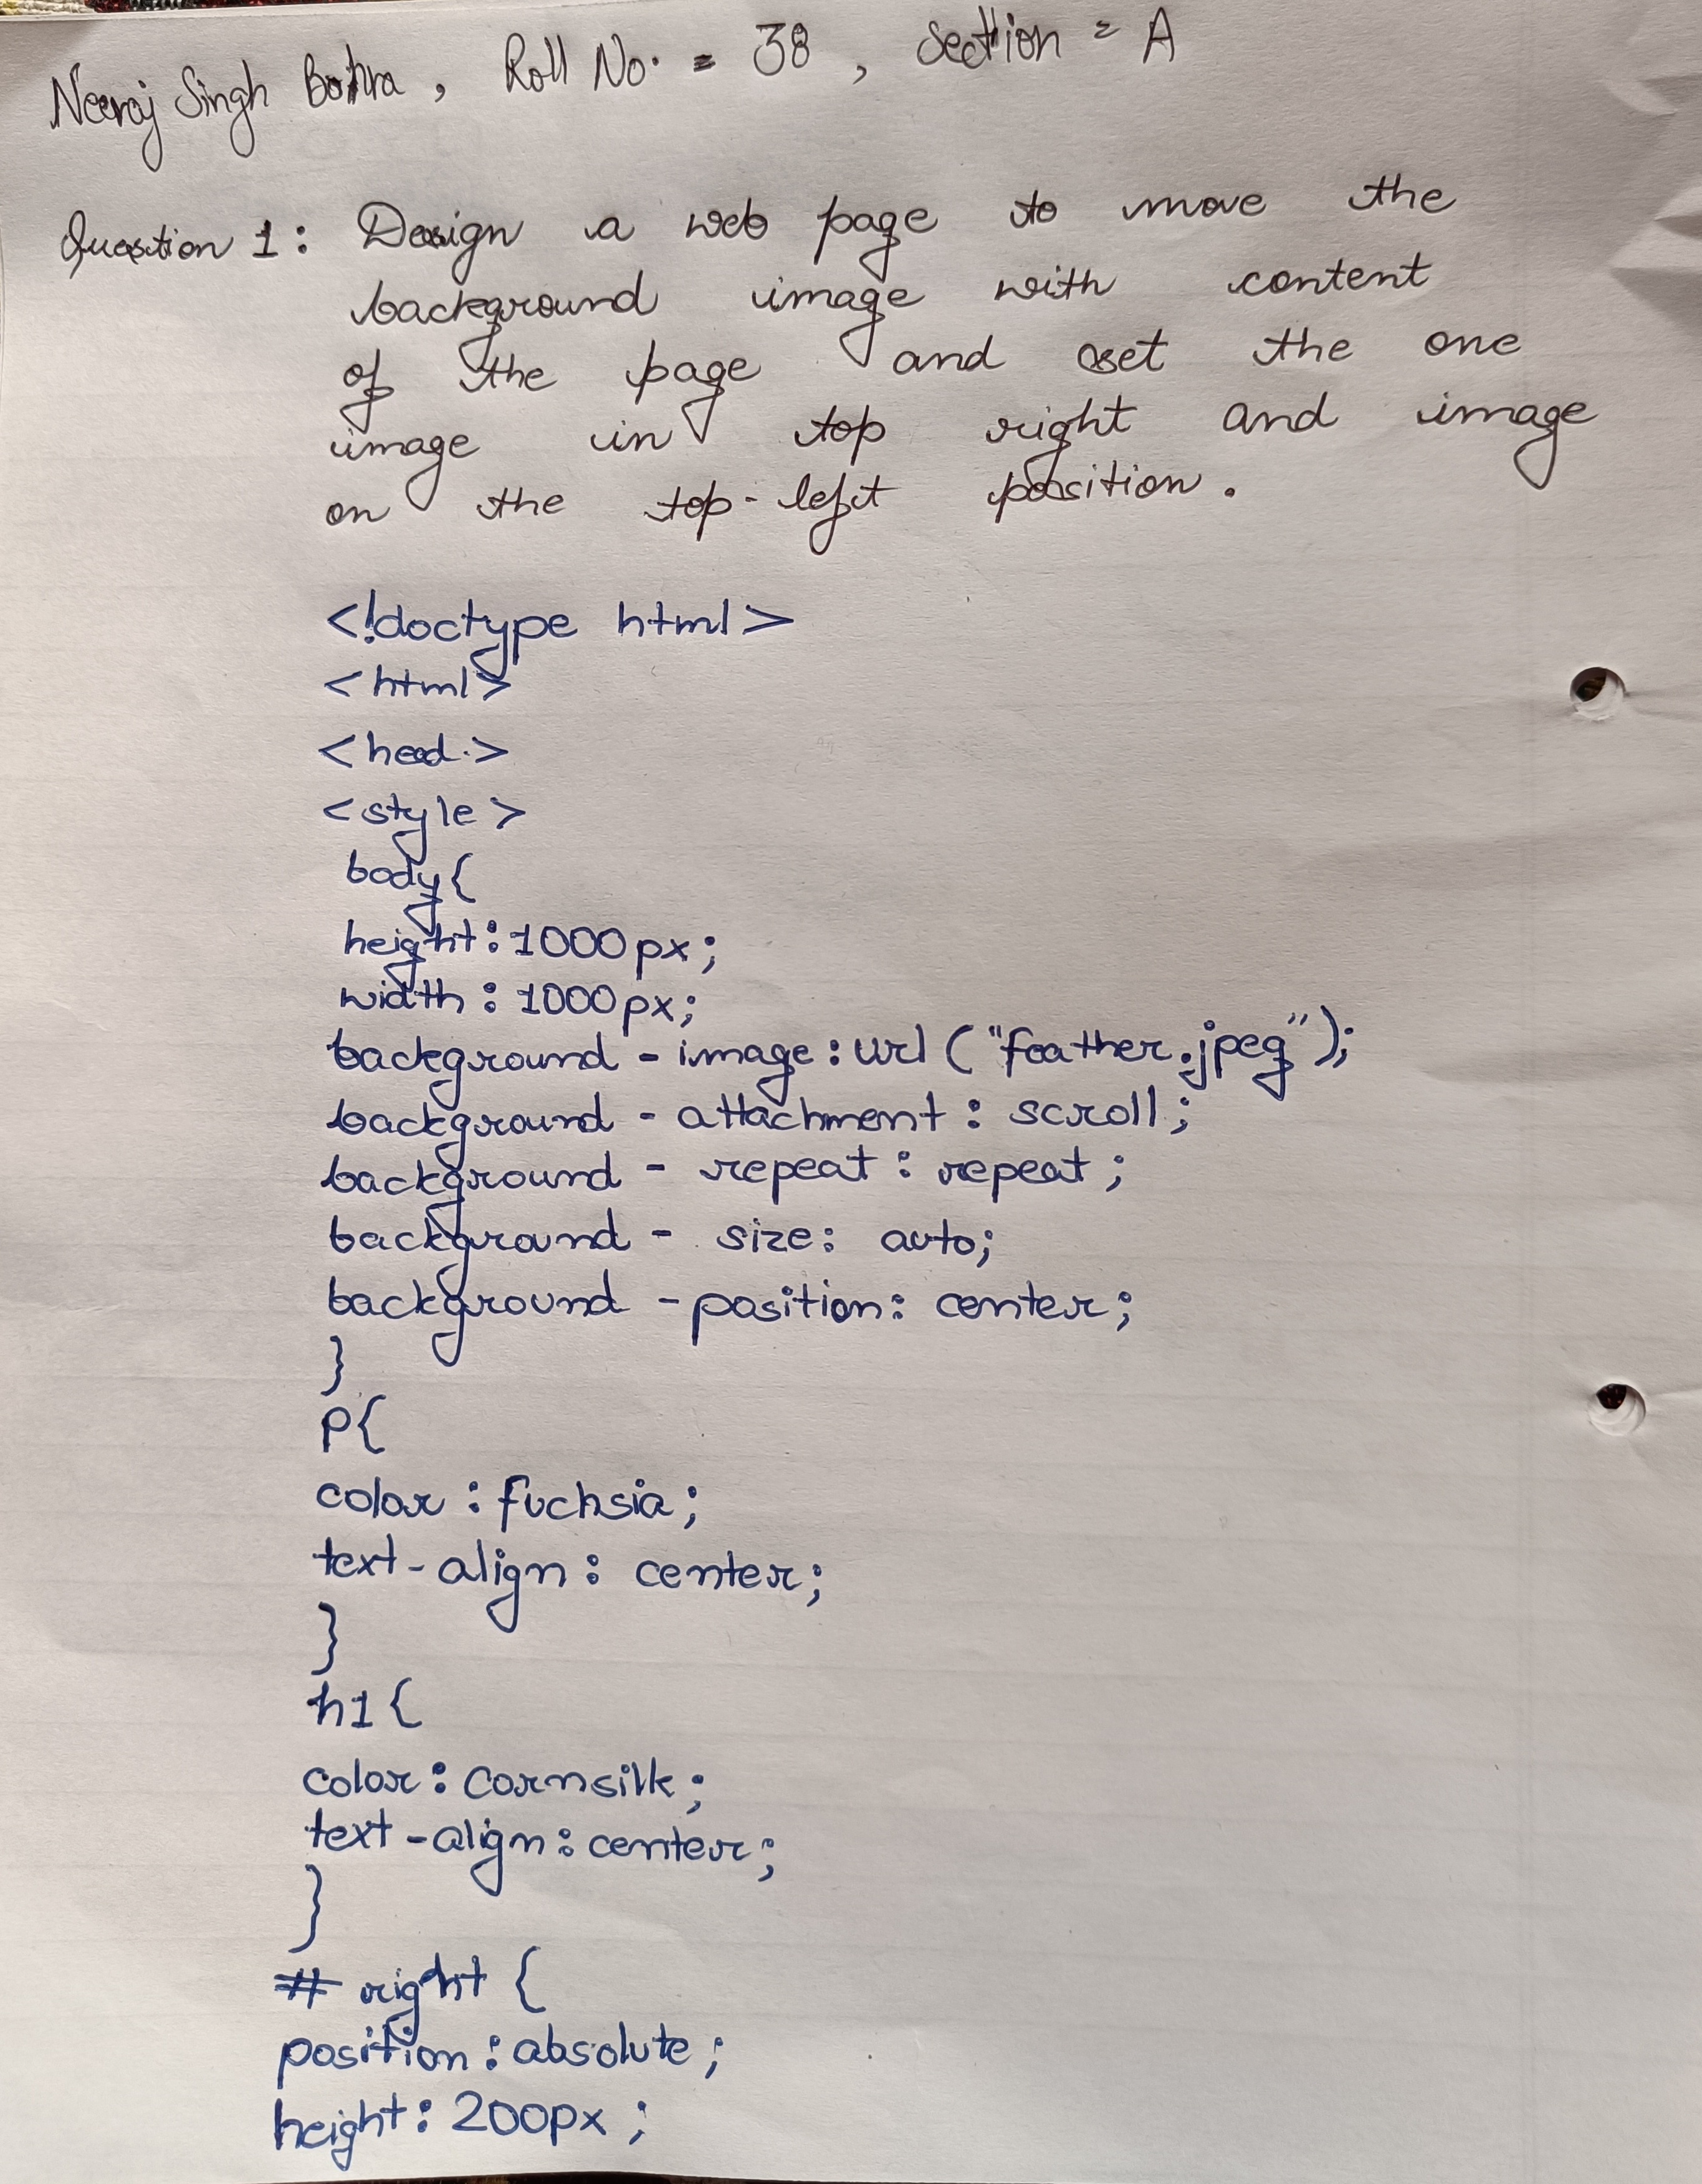 Neeraj Singh Bohra, Roll No. = 38, Section = A
Question 1: Design a web page to move the
background image with content
of the page and set the one
image in top right and image
on the top-left position.
<!doctype html>
<html>
<head>
<style>
body{
height:1000px;
width:1000px;
background-image:url("feather.jpeg");
background-attachment: scroll;
background-repeat: repeat;
background-size: auto;
background-position: center;
}
p{
color:fuchsia;
text-align: center;
}
h1{
color:cornsilk;
text-align:center;
}
# right {
position:absolute;
height: 200px;